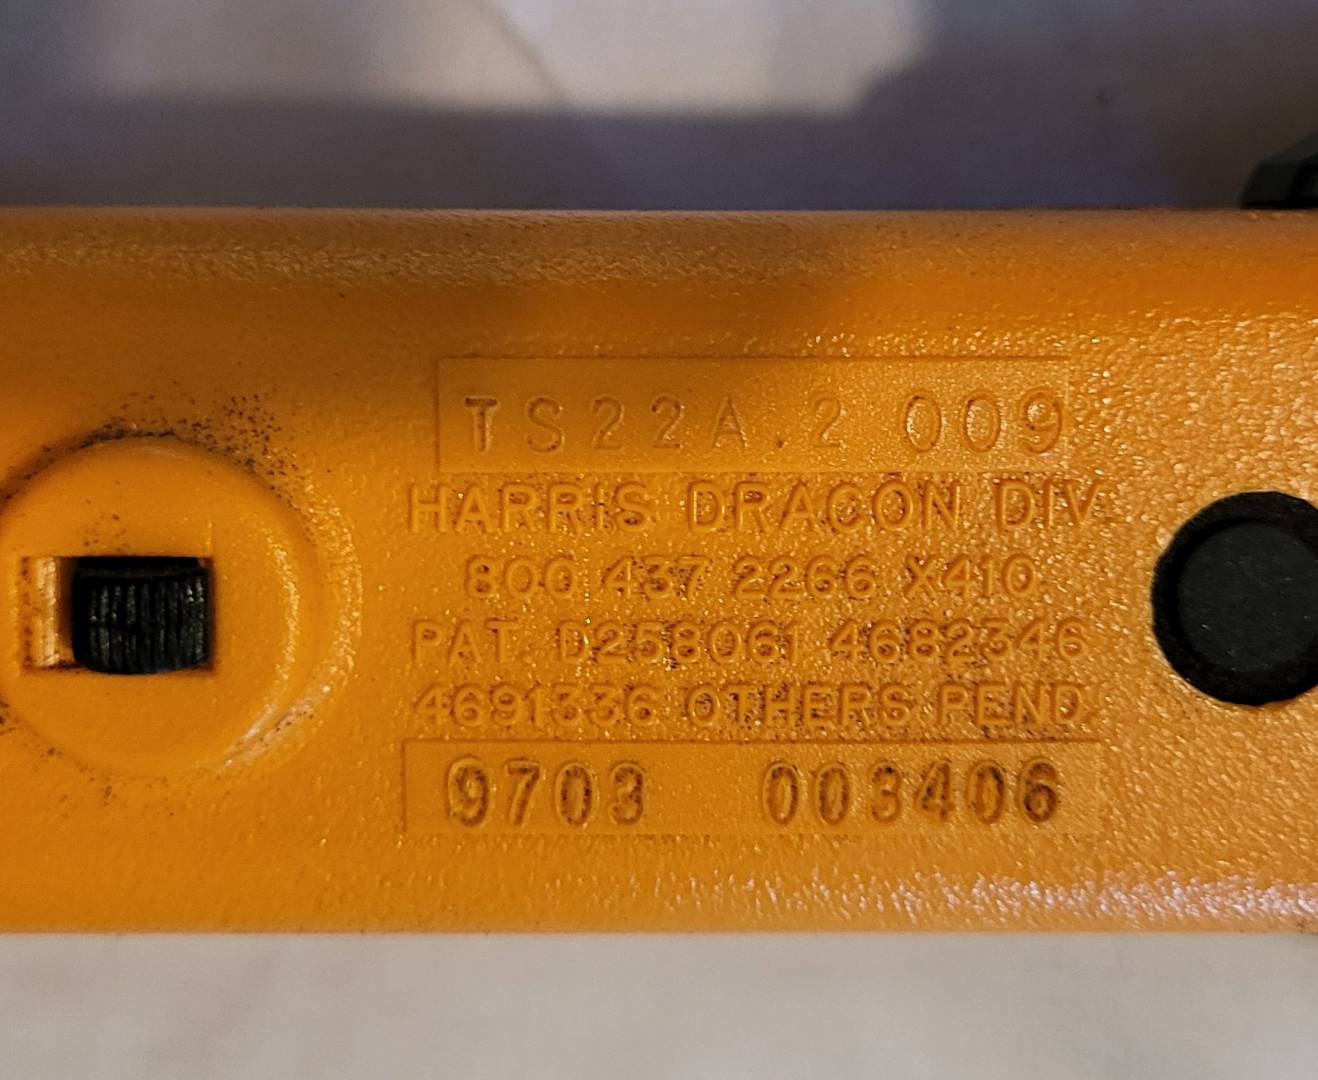 TS22A.2 009
HARRIS DRACON DIV
800 437 2266 X410
PAT. D258061 4682346
4691336 OTHERS PEND
9703 003406